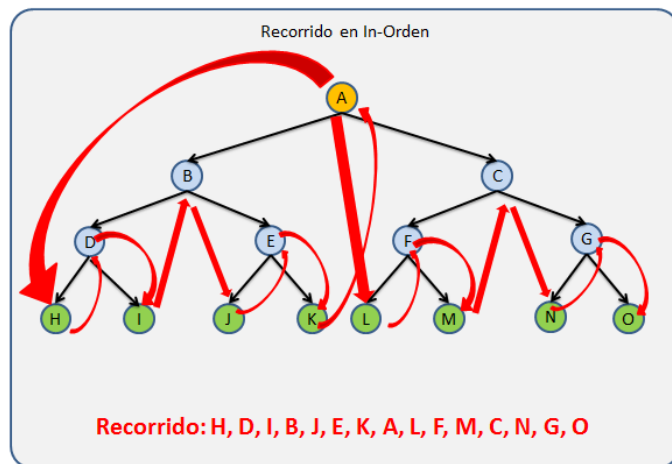 Recorrido en In-Orden
A
B C
D E F G
H I J K L M N O
Recorrido: H, D, I, B, J, E, K, A, L, F, M, C, N, G, O